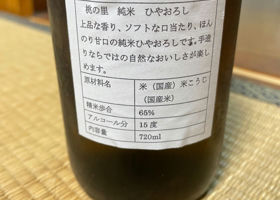 桃の里 純米 ひやおろし
上品な香り、ソフトな口当たり、ほん
のり甘口の純米ひやおろしです。手造
りならではの自然なおいしさが楽し
めます。
原材料名 米（国産）米こうじ
（国産米）
精米歩合 65%
アルコール分 15度
内容量 720ml